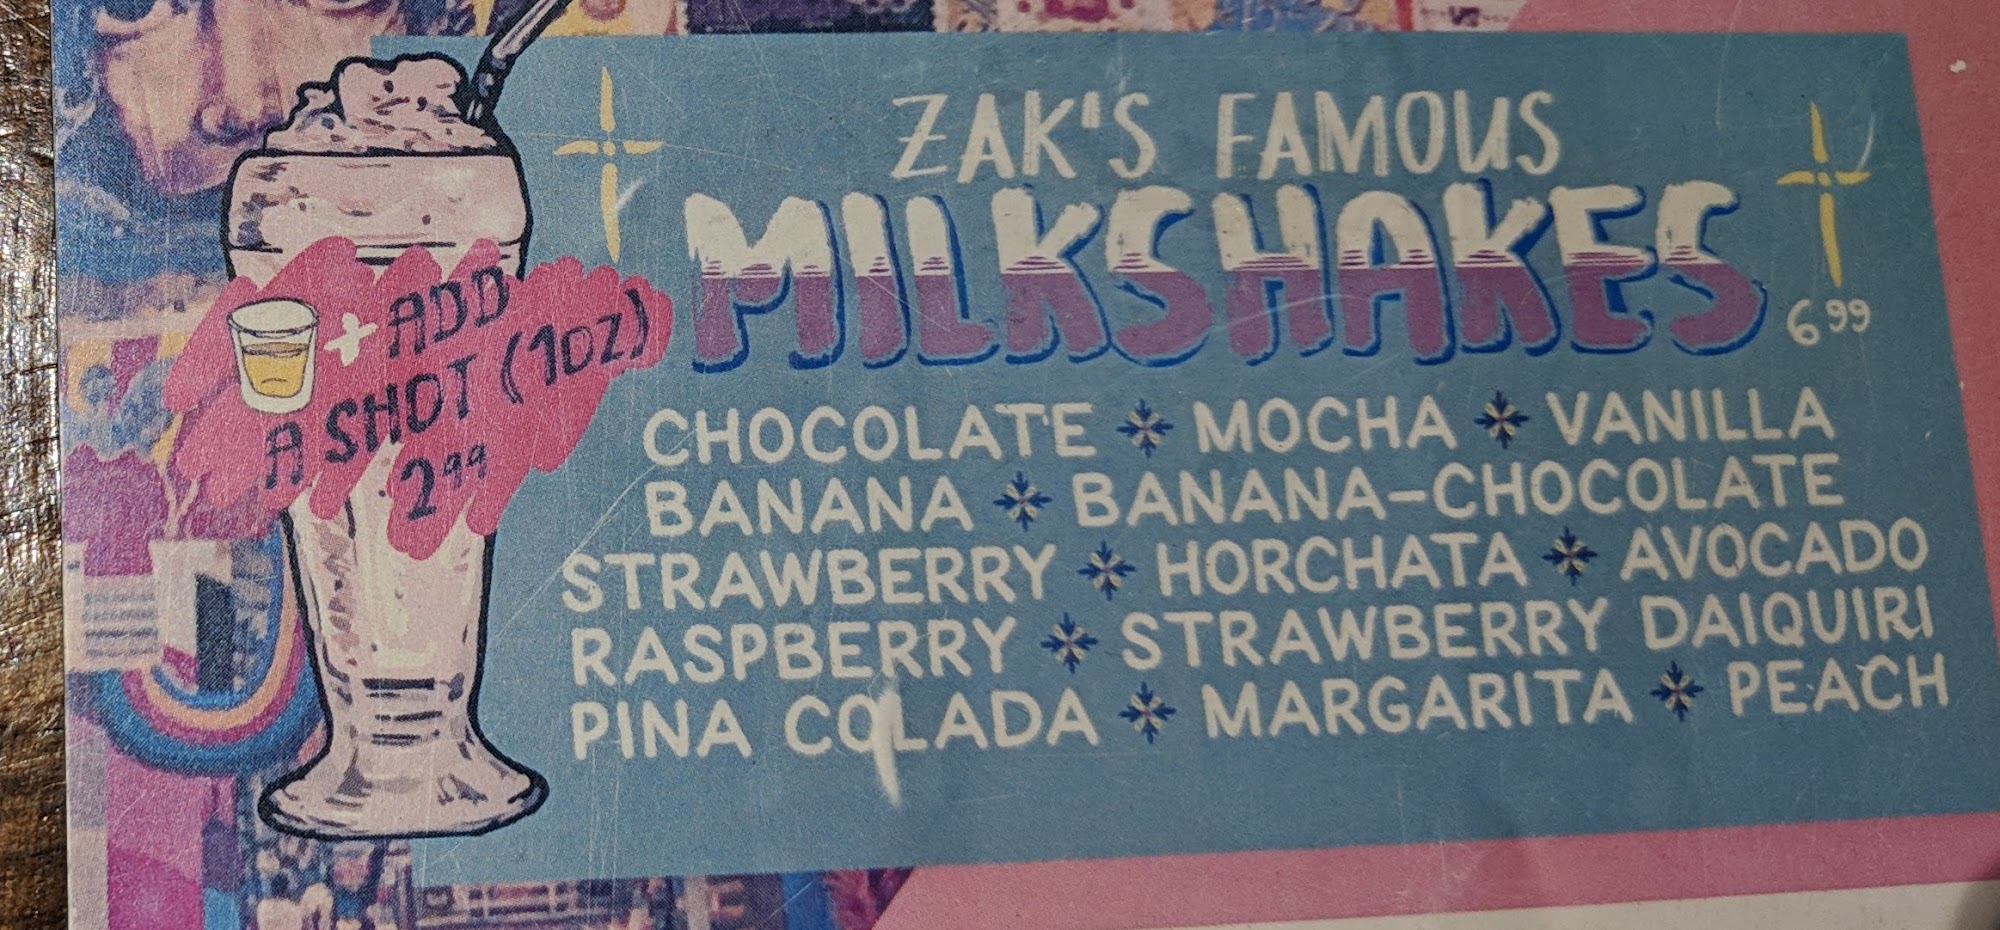 ZAK'S FAMOUS
MILKSHAKES
6.99
+ ADD
A SHOT (1OZ)
2.99
CHOCOLATE MOCHA VANILLA
BANANA BANANA-CHOCOLATE
STRAWBERRY HORCHATA AVOCADO
RASPBERRY STRAWBERRY DAIQUIRI
PINA COLADA MARGARITA PEACH